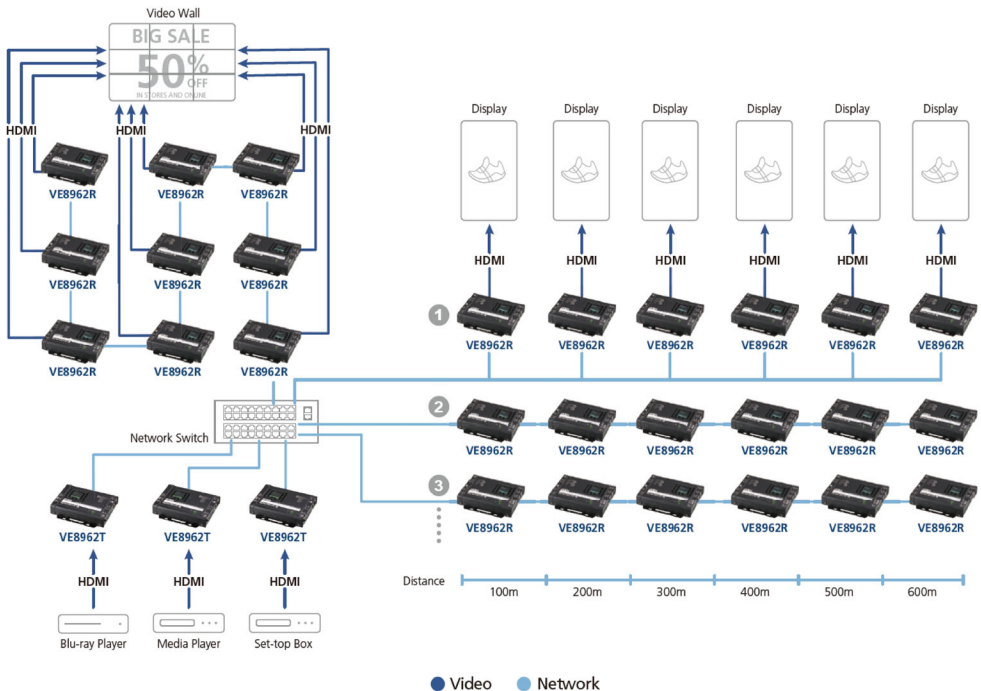 Video Wall
BIG SALE
50%
OFF
IN STORES AND ONLINE
HDMI
HDMI
HDMI
VE8962R
VE8962R
VE8962R
VE8962R
VE8962R
VE8962R
VE8962R
VE8962R
VE8962R
Network Switch
VE8962T
VE8962T
VE8962T
HDMI
HDMI
HDMI
Blu-ray Player
Media Player
Set-top Box
Display
Display
Display
Display
Display
Display
HDMI
HDMI
HDMI
HDMI
HDMI
HDMI
1
VE8962R
VE8962R
VE8962R
VE8962R
VE8962R
VE8962R
2
VE8962R
VE8962R
VE8962R
VE8962R
VE8962R
VE8962R
3
VE8962R
VE8962R
VE8962R
VE8962R
VE8962R
VE8962R
Distance
100m
200m
300m
400m
500m
600m
Video
Network